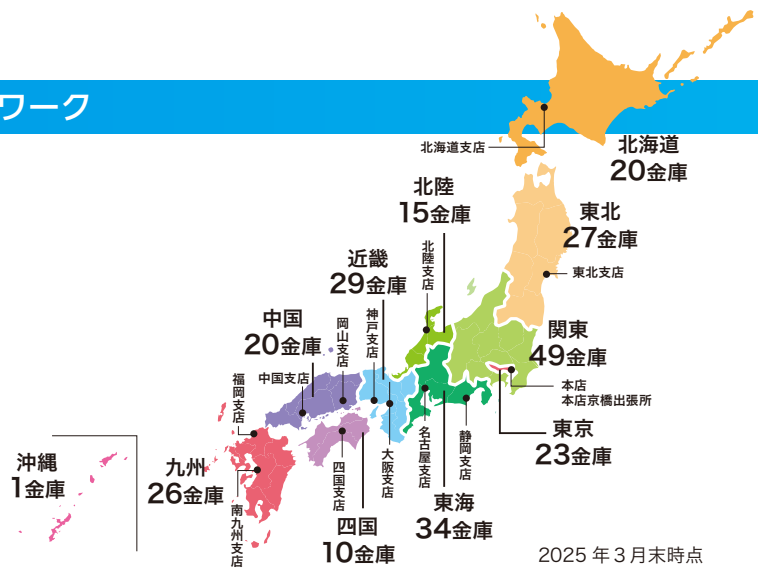 ワーク
北海道支店
北海道
20金庫
北陸
15金庫
東北
27金庫
北陸支店
東北支店
近畿
29金庫
中国
20金庫
岡山支店
神戸支店
関東
49金庫
福岡支店
中国支店
本店
本店京橋出張所
東京
23金庫
沖縄
1金庫
九州
26金庫
南九州支店
四国支店
大阪支店
名古屋支店
静岡支店
四国
10金庫
東海
34金庫
2025年3月末時点